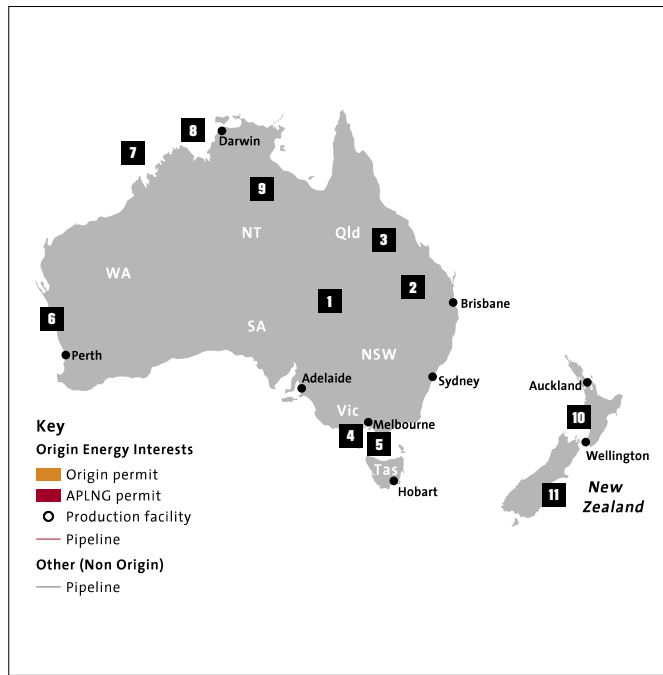 8
Darwin
7
9
NT
Qld
3
WA
2
1
Brisbane
6
SA
NSW
Perth
Adelaide
Sydney
Auckland
Vic
10
Melbourne
4
5
Wellington
Tas
Hobart
11
New
Zealand
Key
Origin Energy Interests
Origin permit
APLNG permit
Production facility
Pipeline
Other (Non Origin)
Pipeline